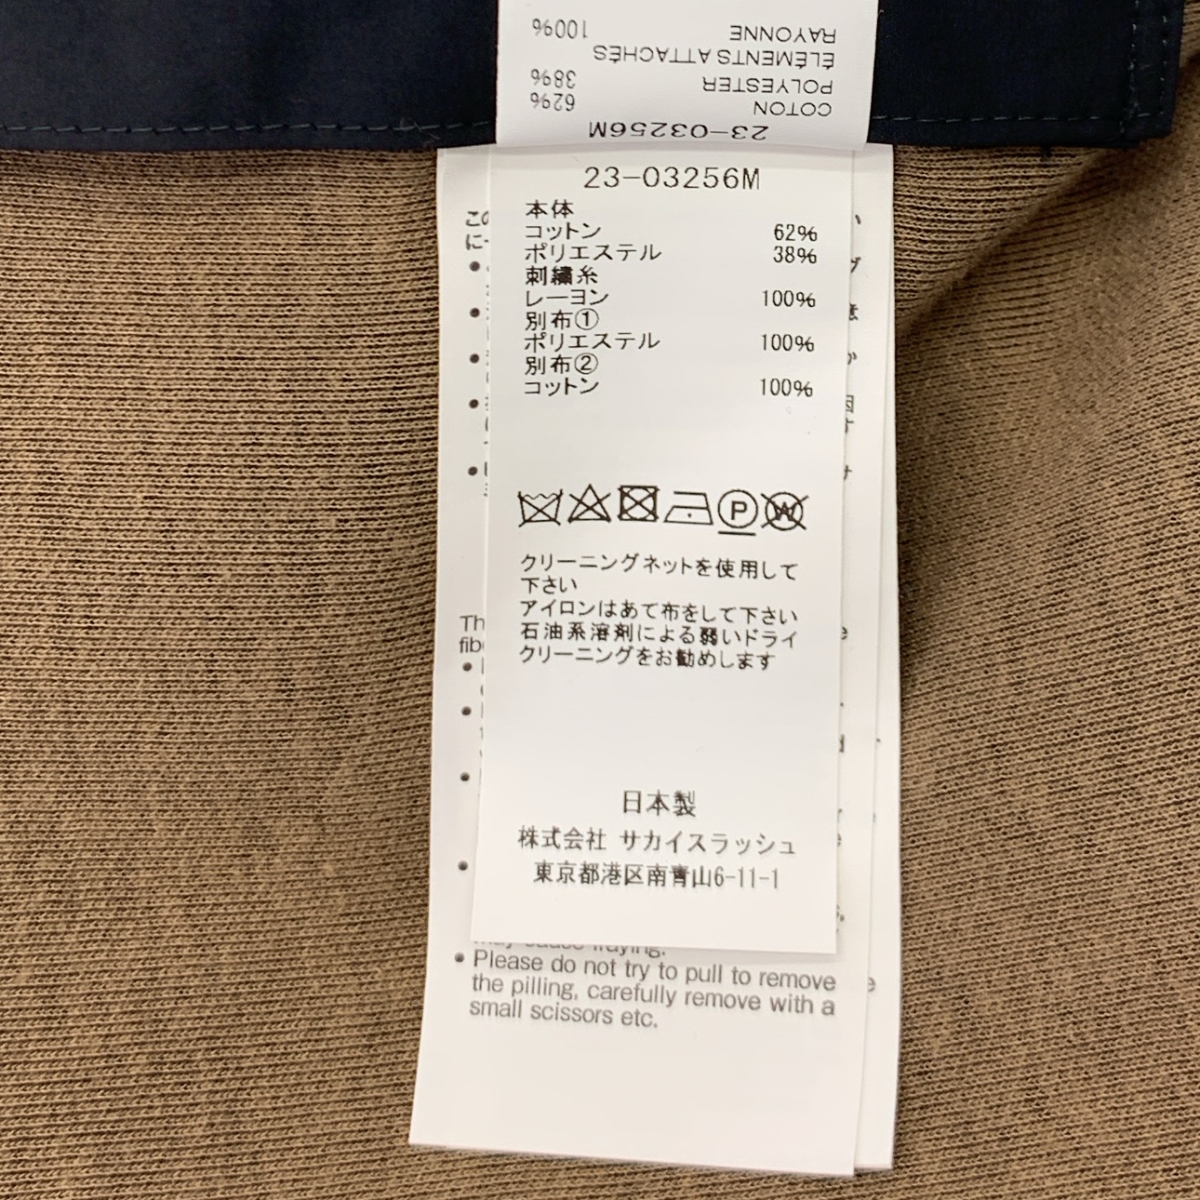 23-03256M
COTON 62%
POLYESTER 38%
ÉLÉMENTS ATTACHÉS
RAYONNE 100%
23-03256M
本体
コットン 62%
ポリエステル 38%
刺繍糸
レーヨン 100%
別布①
ポリエステル 100%
別布②
コットン 100%
P
W
クリーニングネットを使用して
下さい
アイロンはあて布をして下さい
石油系溶剤による弱いドライ
クリーニングをお勧めします
日本製
株式会社 サカイスラッシュ
東京都港区南青山6-11-1
may cause fraying.
• Please do not try to pull to remove
the pilling, carefully remove with a
small scissors etc.